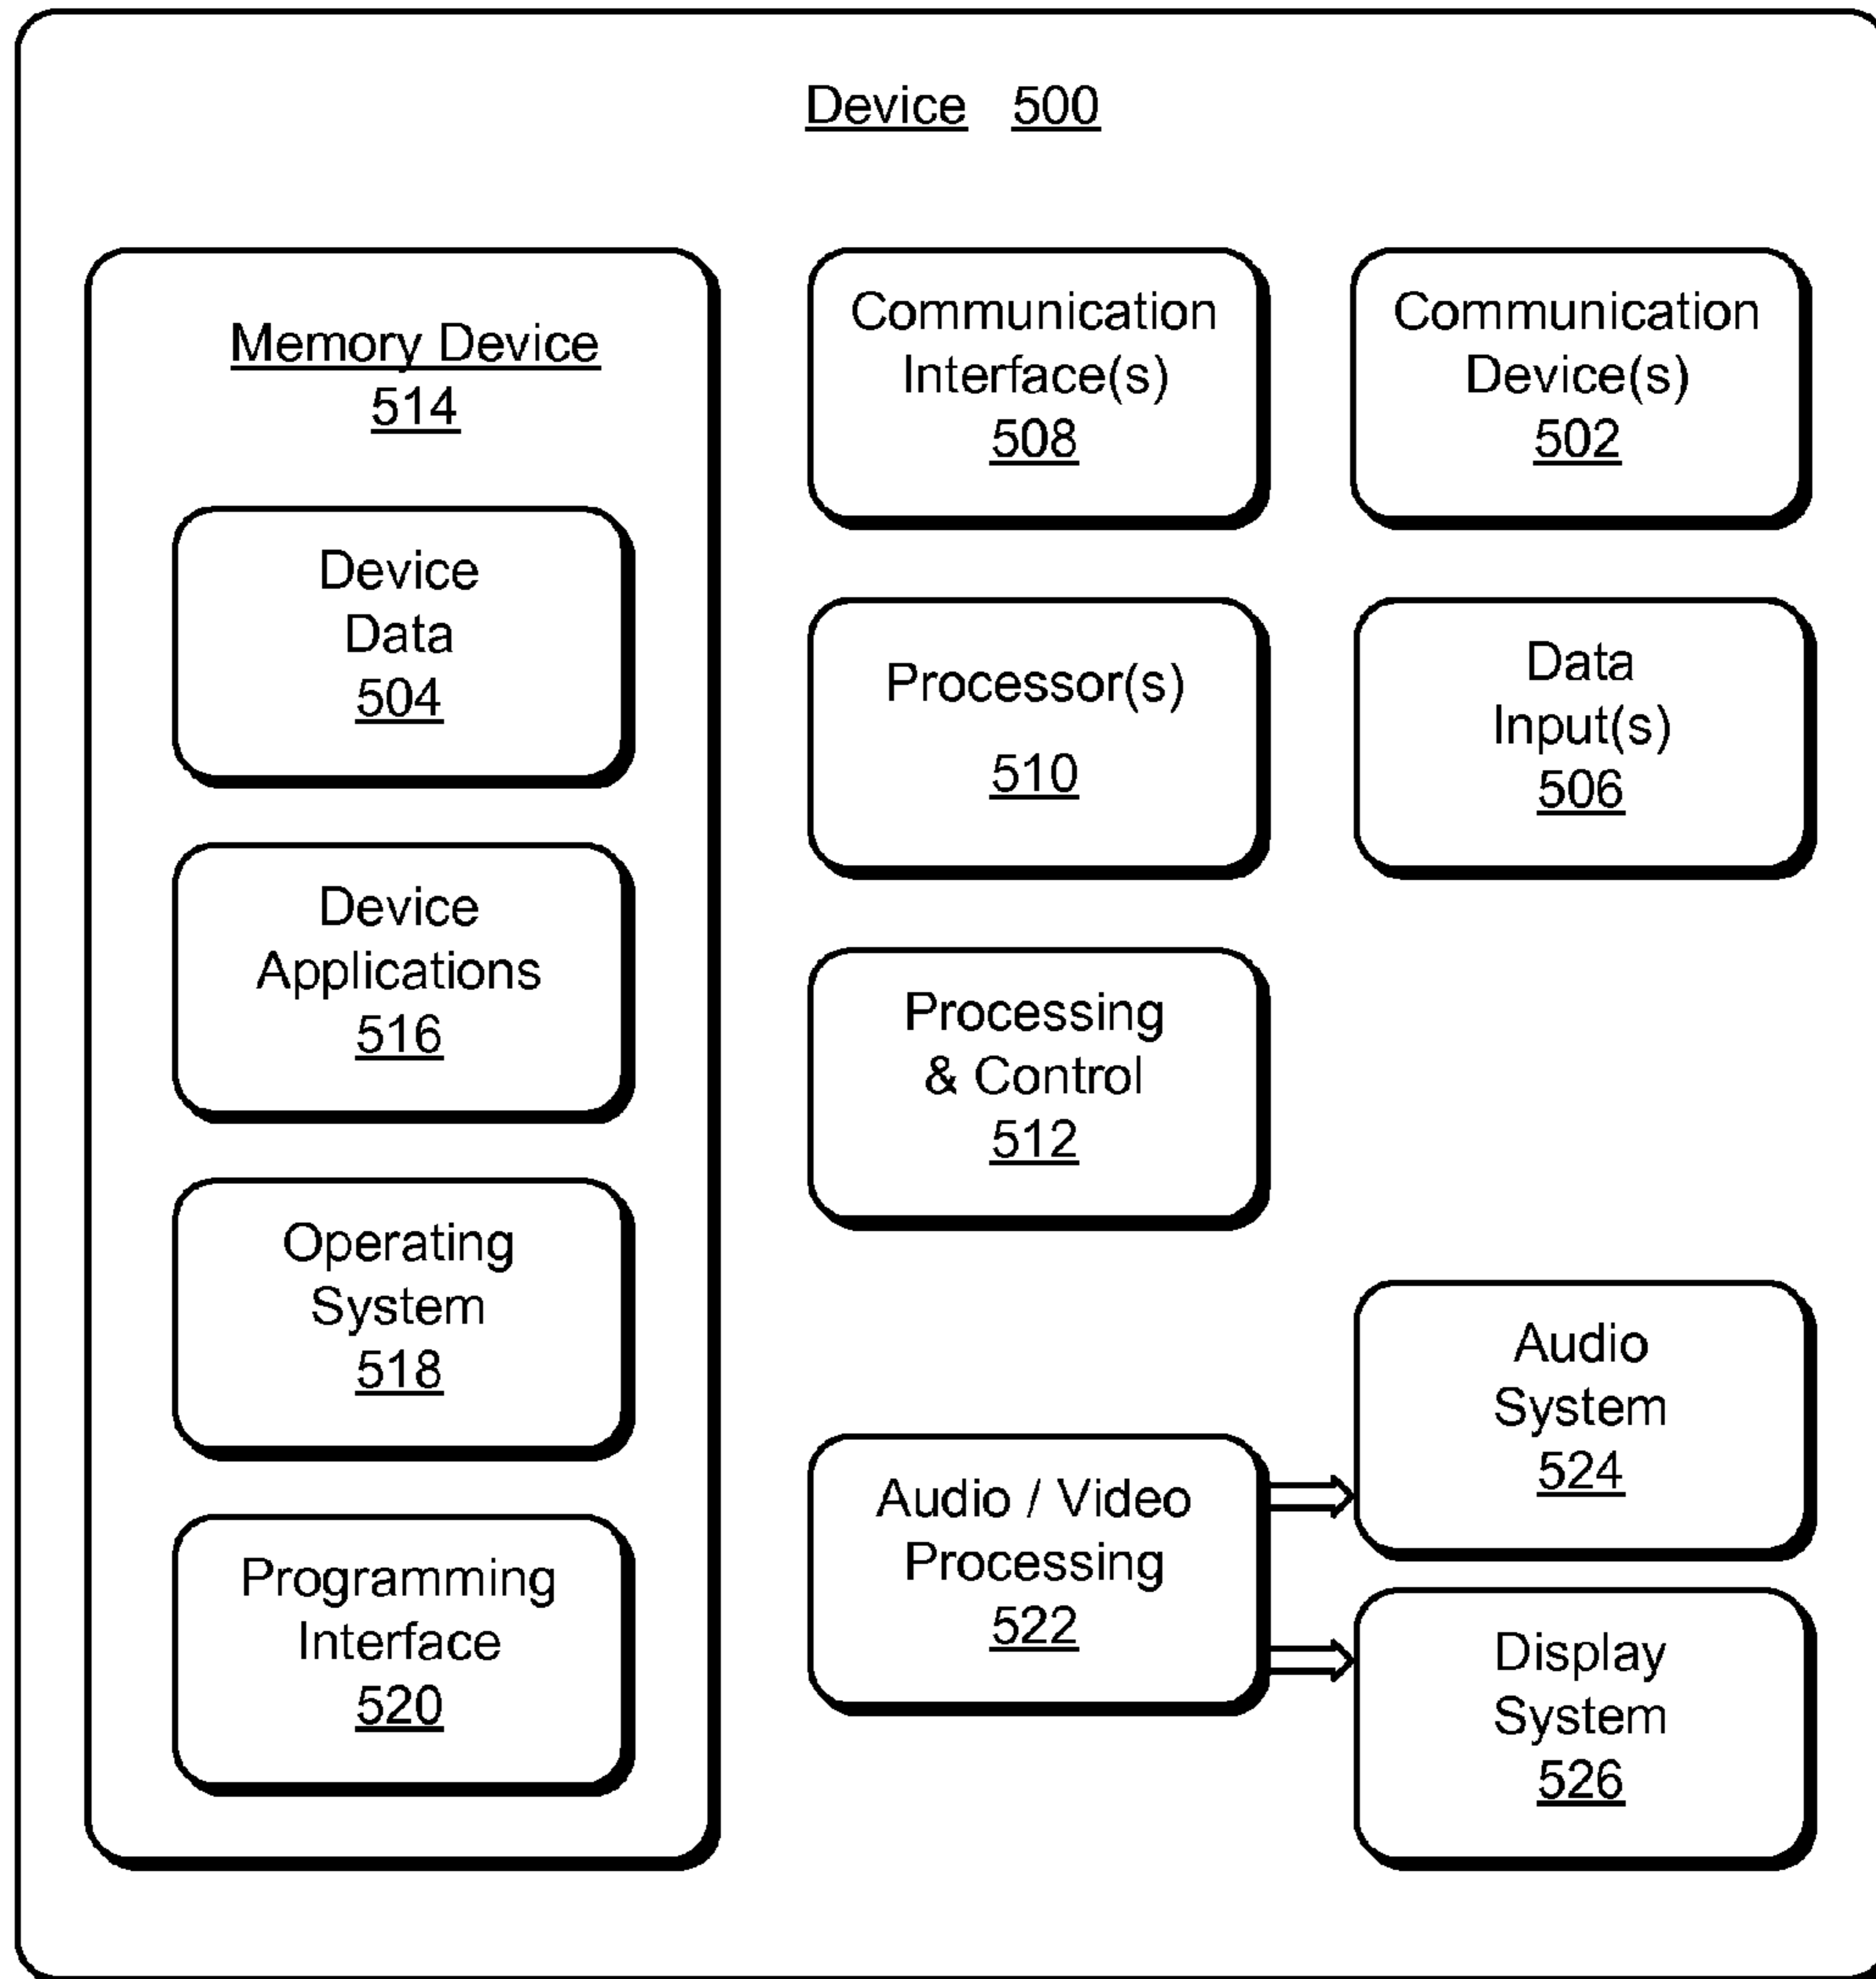 Device 500
Memory Device
514
Device
Data
504
Device
Applications
516
Operating
System
518
Programming
Interface
520
Communication
Interface(s)
508
Communication
Device(s)
502
Processor(s)
510
Data
Input(s)
506
Processing
& Control
512
Audio / Video
Processing
522
Audio
System
524
Display
System
526